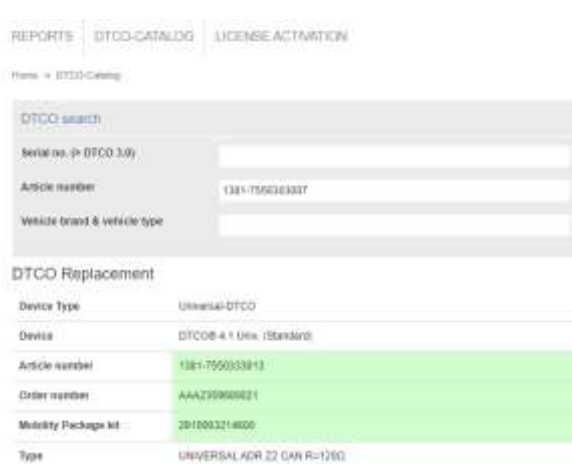 REPORTS DTCO-CATALOG LICENSE ACTIVATION
Home » DTCO-Catalog
DTCO search
Serial no. (> DTCO 3.0)
Article number 1381-7550303007
Vehicle brand & vehicle type
DTCO Replacement
Device Type Universal-DTCO
Device DTCO® 4.1 Univ. (Standard)
Article number 1381-7550333013
Order number
Mobility Package kit 2910003214600
Type UNIVERSAL ADR Z2 CAN R=120Ω